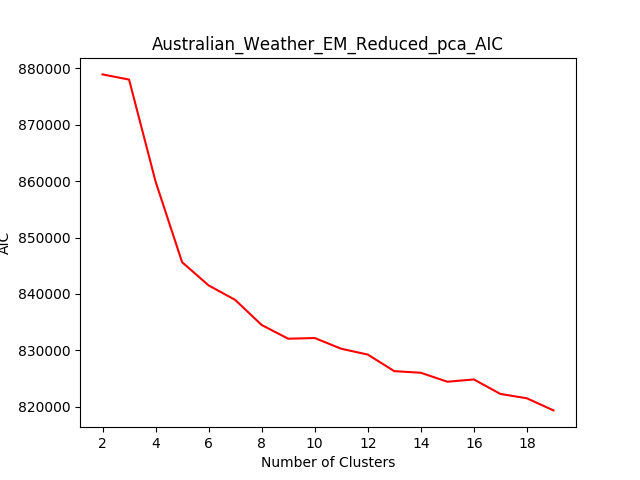 Australian_Weather_EM_Reduced_pca_AIC
880000
870000
860000
850000
840000
830000
820000
AIC
2 4 6 8 10 12 14 16 18
Number of Clusters